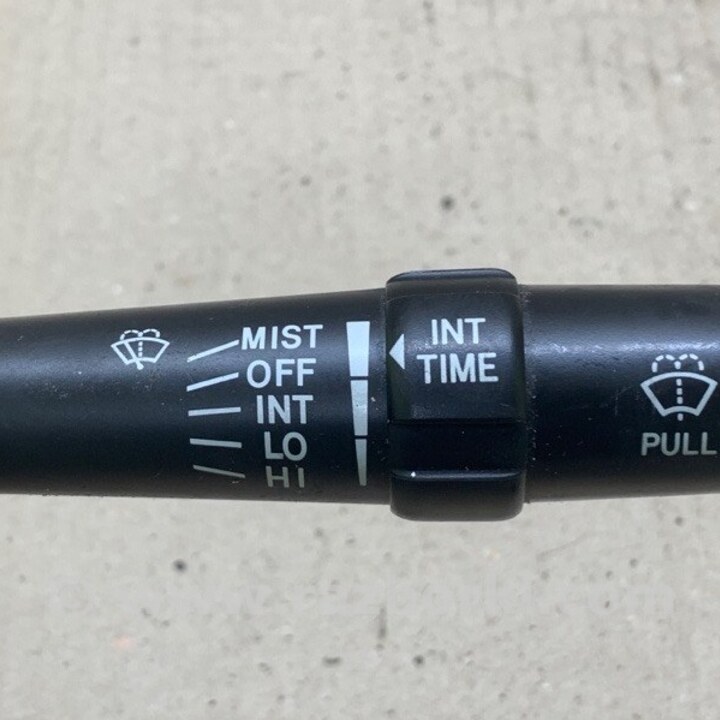 MIST
OFF
INT
LO
HI
INT
TIME
PULL